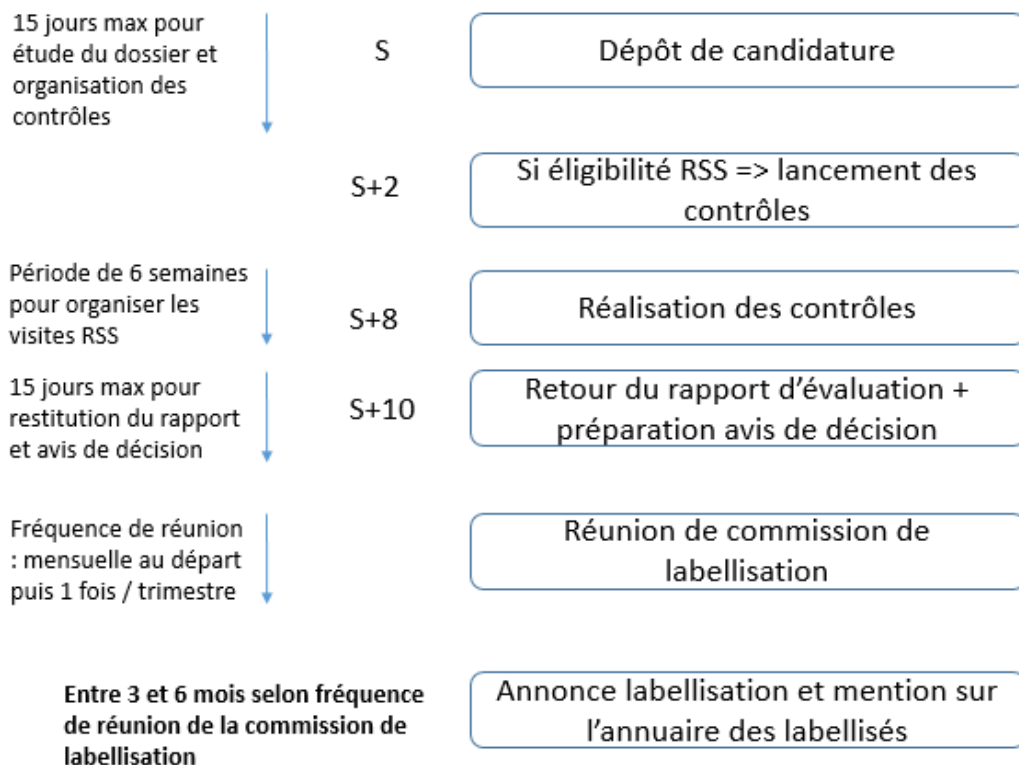 15 jours max pour
étude du dossier et
organisation des
contrôles
S
Dépôt de candidature
S+2
Si éligibilité RSS => lancement des
contrôles
Période de 6 semaines
pour organiser les
visites RSS
S+8
Réalisation des contrôles
15 jours max pour
restitution du rapport
et avis de décision
S+10
Retour du rapport d’évaluation +
préparation avis de décision
Fréquence de réunion
: mensuelle au départ
puis 1 fois / trimestre
Réunion de commission de
labellisation
Entre 3 et 6 mois selon fréquence
de réunion de la commission de
labellisation
Annonce labellisation et mention sur
l’annuaire des labellisés